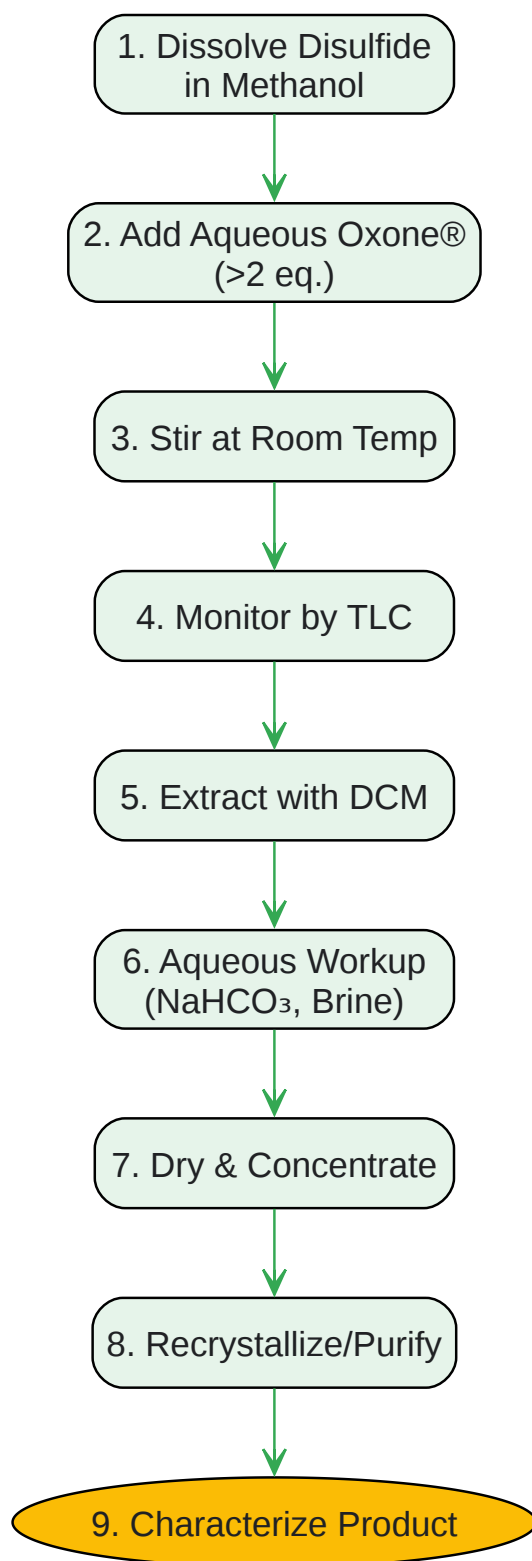 1. Dissolve Disulfide
in Methanol
2. Add Aqueous Oxone®
(>2 eq.)
3. Stir at Room Temp
4. Monitor by TLC
5. Extract with DCM
6. Aqueous Workup
(NaHCO₃, Brine)
7. Dry & Concentrate
8. Recrystallize/Purify
9. Characterize Product